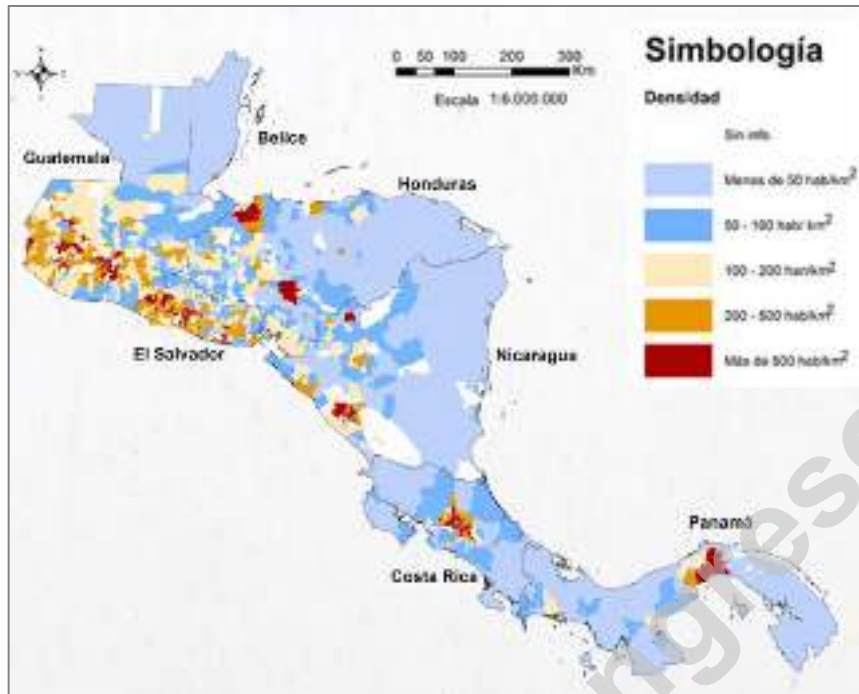 Simbología
0 50 100 200 300
Km
Escala 1:6.000.000
Densidad
Sin info.
Belice
Guatemala
Honduras
Menos de 50 hab/km²
50 - 100 hab/ km²
100 - 200 hab/km²
200 - 500 hab/km²
El Salvador
Nicaragua
Más de 500 hab/km²
Panamá
Costa Rica